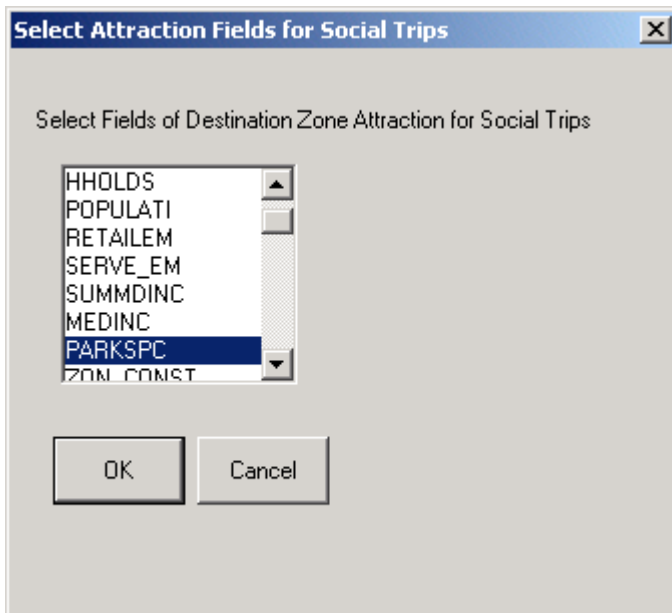 Select Attraction Fields for Social Trips
Select Fields of Destination Zone Attraction for Social Trips
HHOLDS
POPULATI
RETAILEM
SERVE_EM
SUMMDINC
MEDINC
PARKSPC
ZON_CONST
OK
Cancel